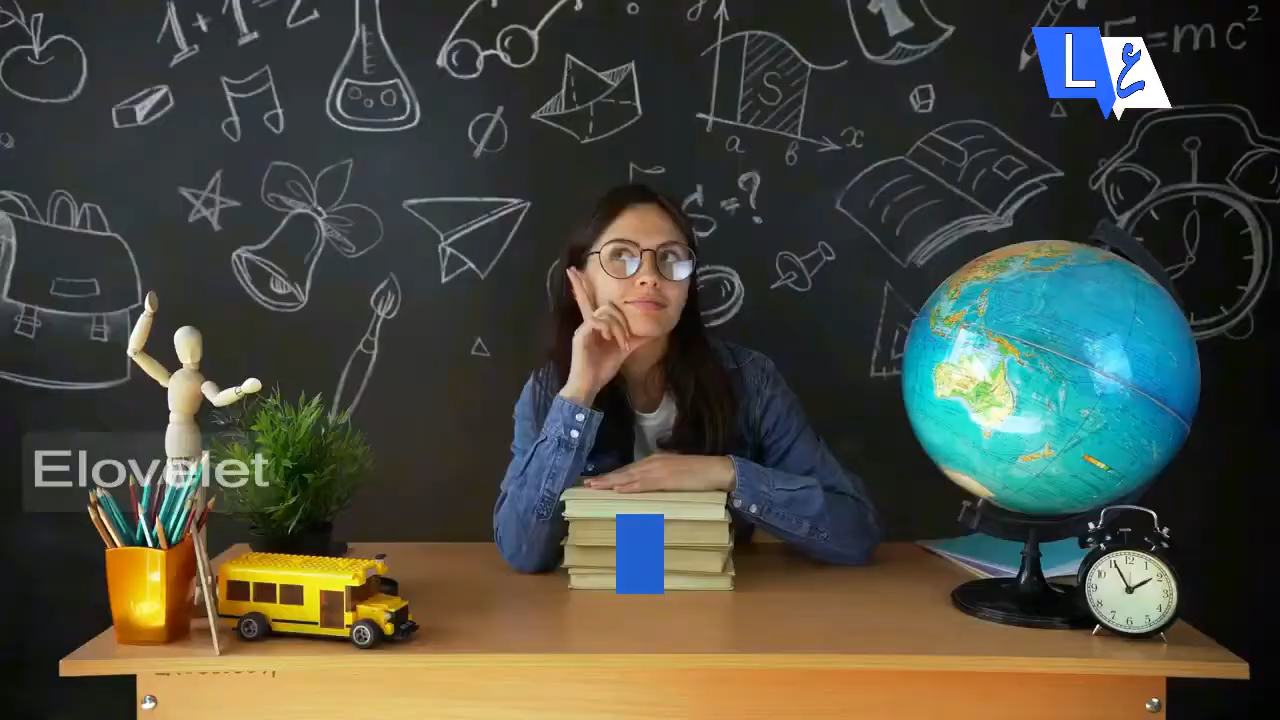 1+1=2
E=mc²
L ع
y
S
a
b
x
=?
Elovelet